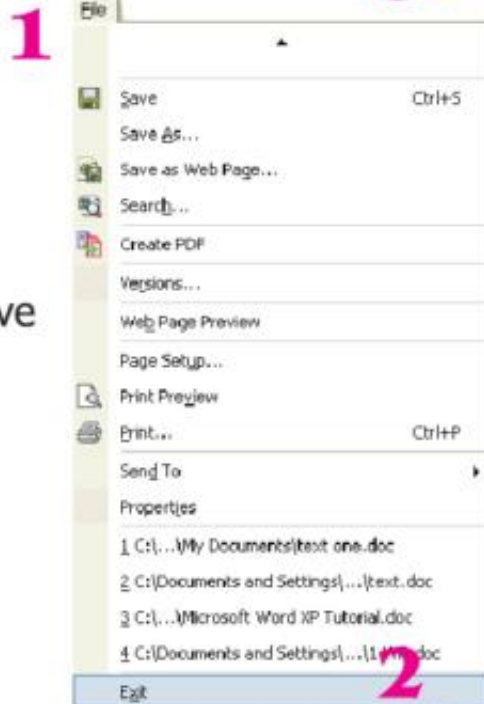 1
File
Save Ctrl+S
Save As...
Save as Web Page...
Search...
Create PDF
Versions...
ve
Web Page Preview
Page Setup...
Print Preview
Print... Ctrl+P
Send To
Properties
1 C:\...\My Documents\text one.doc
2 C:\Documents and Settings\...\text.doc
3 C:\...\Microsoft Word XP Tutorial.doc
4 C:\Documents and Settings\...\1 doc
2
Exit